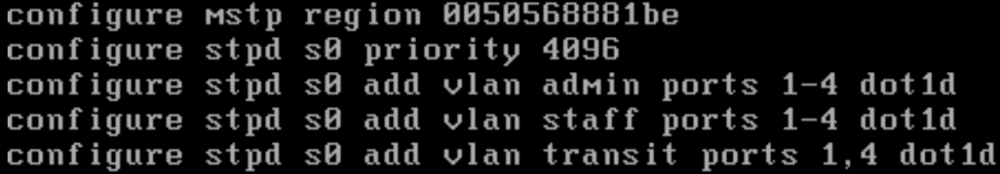 configure mstp region 0050568881be
configure stpd s0 priority 4096
configure stpd s0 add vlan admin ports 1-4 dot1d
configure stpd s0 add vlan staff ports 1-4 dot1d
configure stpd s0 add vlan transit ports 1,4 dot1d